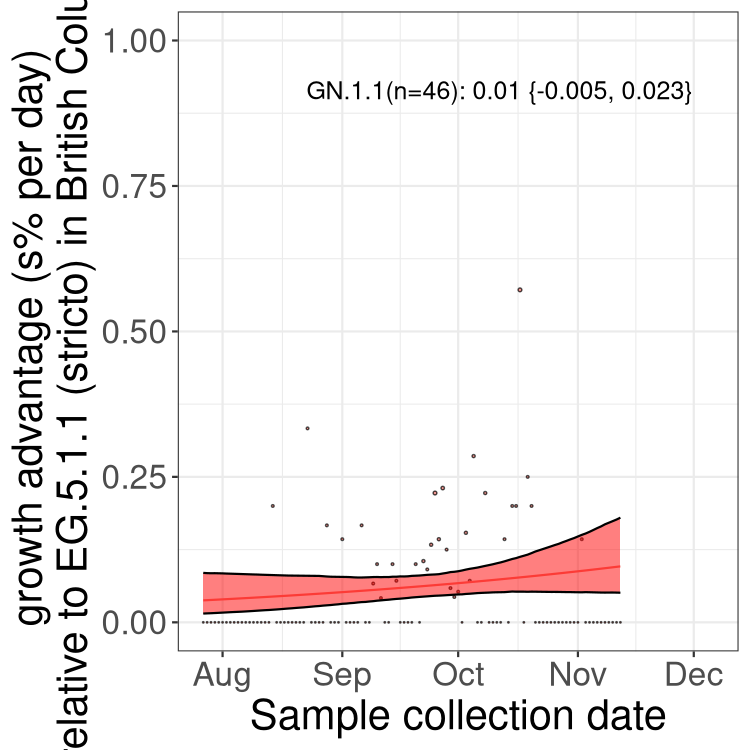 growth advantage (s% per day)
relative to EG.5.1.1 (stricto) in British Colu
1.00
0.75
0.50
0.25
0.00
GN.1.1(n=46): 0.01 {-0.005, 0.023}
Aug Sep Oct Nov Dec
Sample collection date